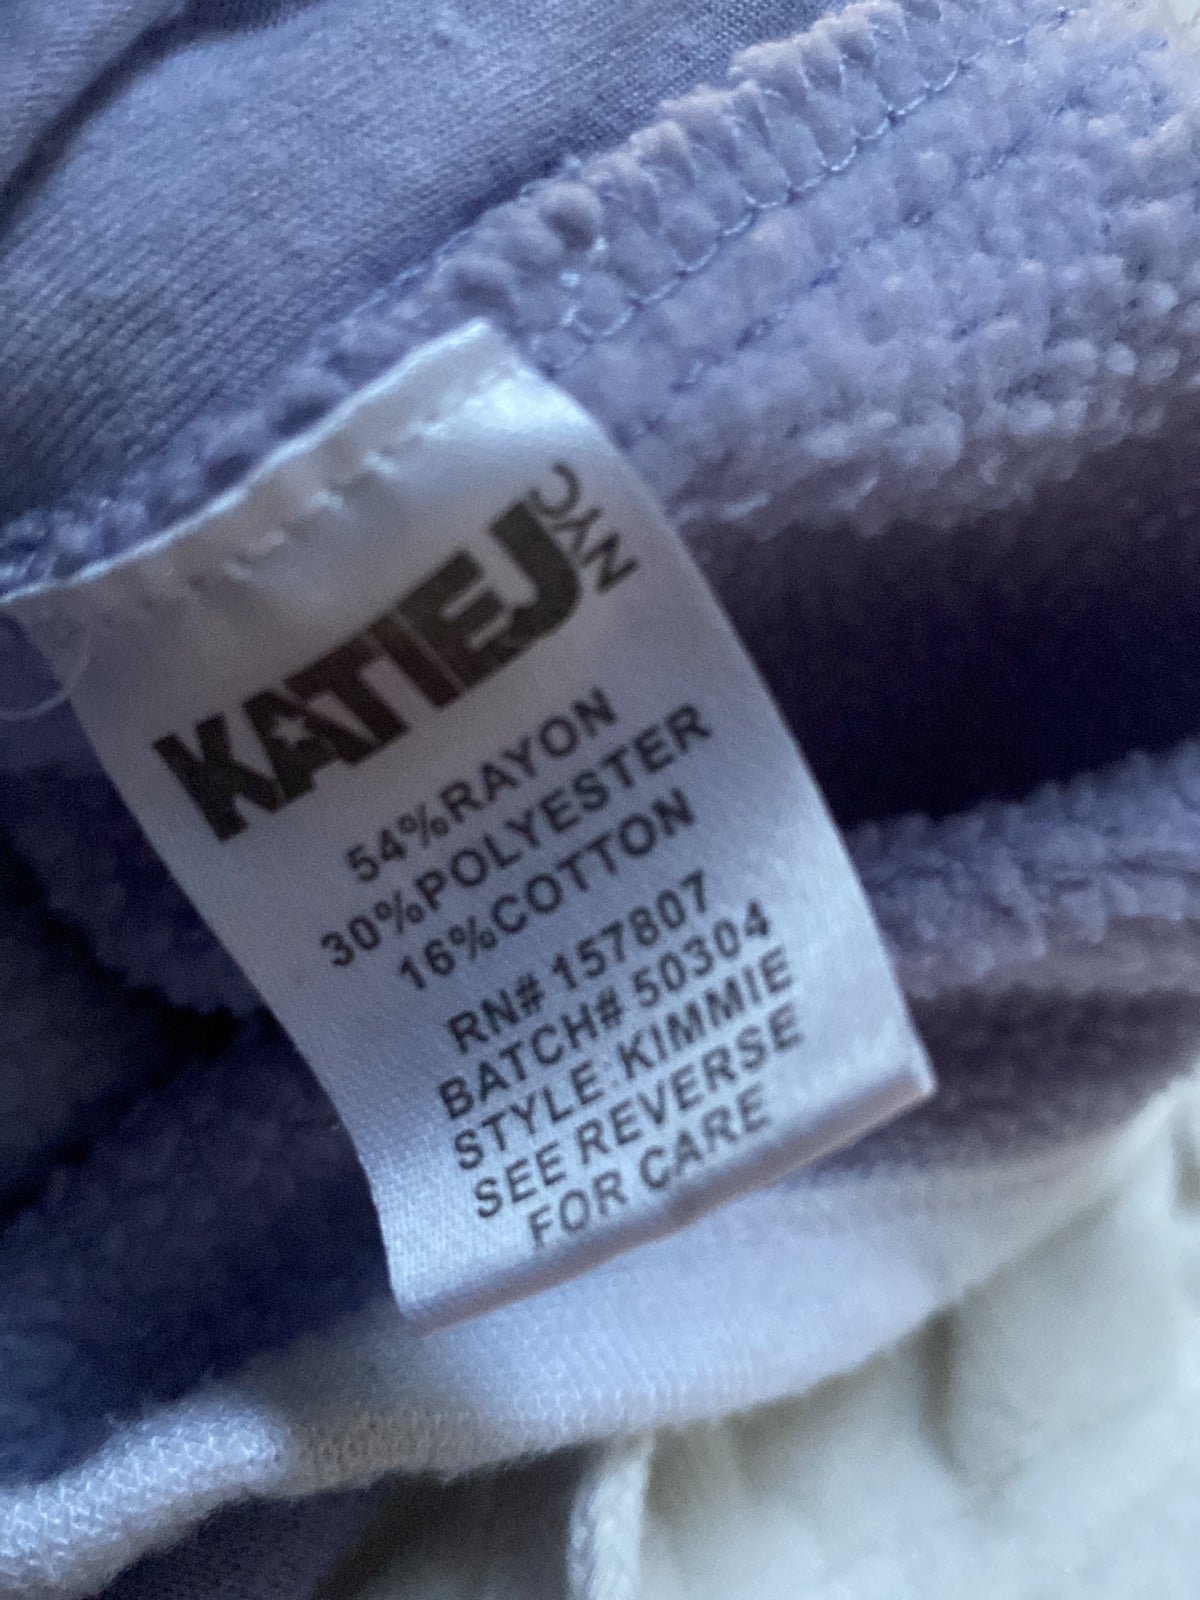 KATIEJ NYC
54%RAYON
30%POLYESTER
16%COTTON
RN# 157807
BATCH# 50304
STYLE:KIMMIE
SEE REVERSE
FOR CARE